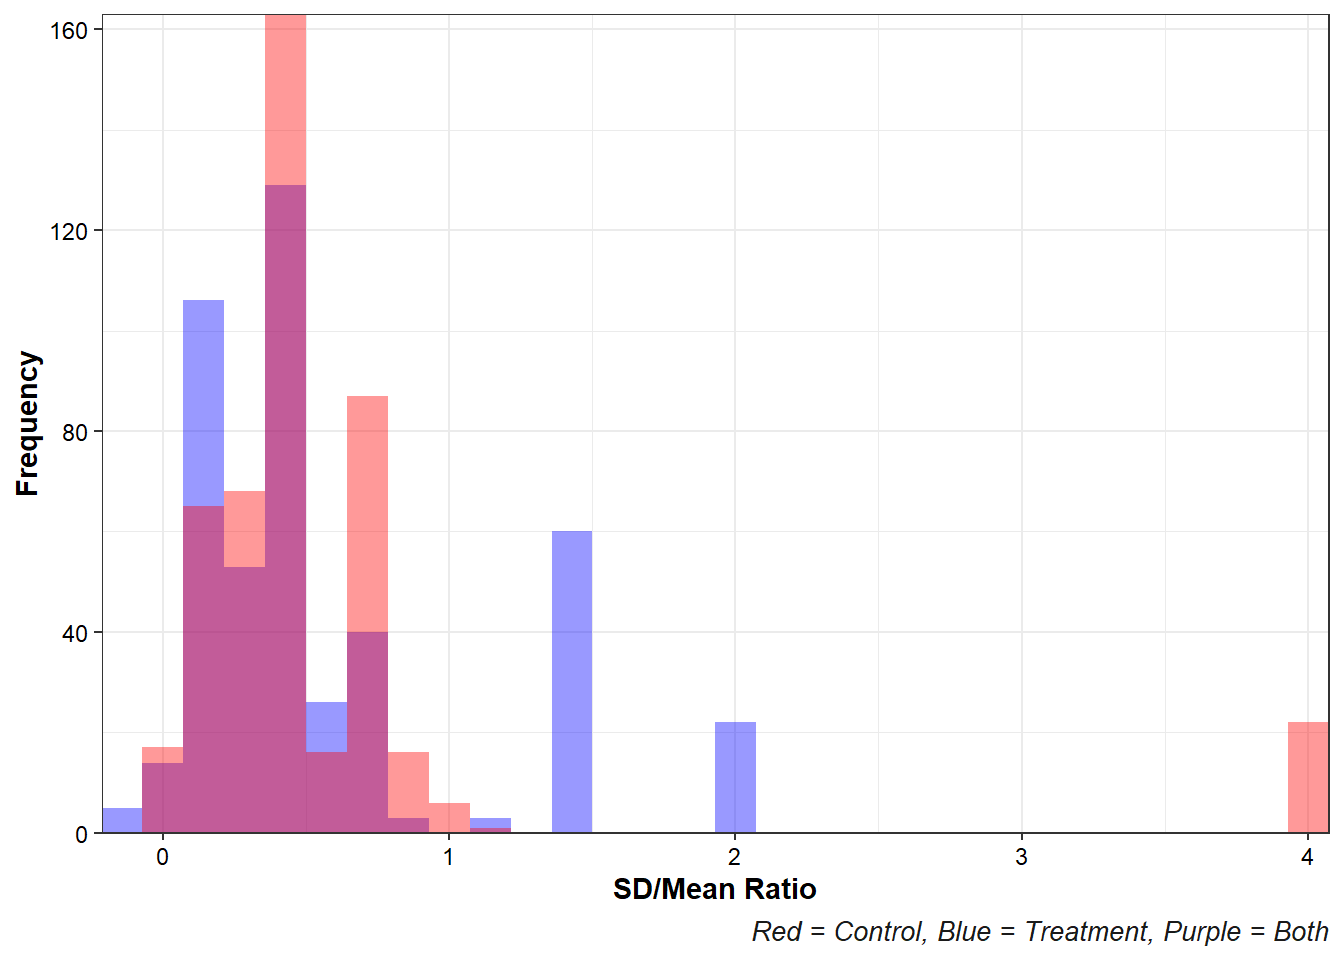 160
120
80
40
0
Frequency
0 1 2 3 4
SD/Mean Ratio
Red = Control, Blue = Treatment, Purple = Both